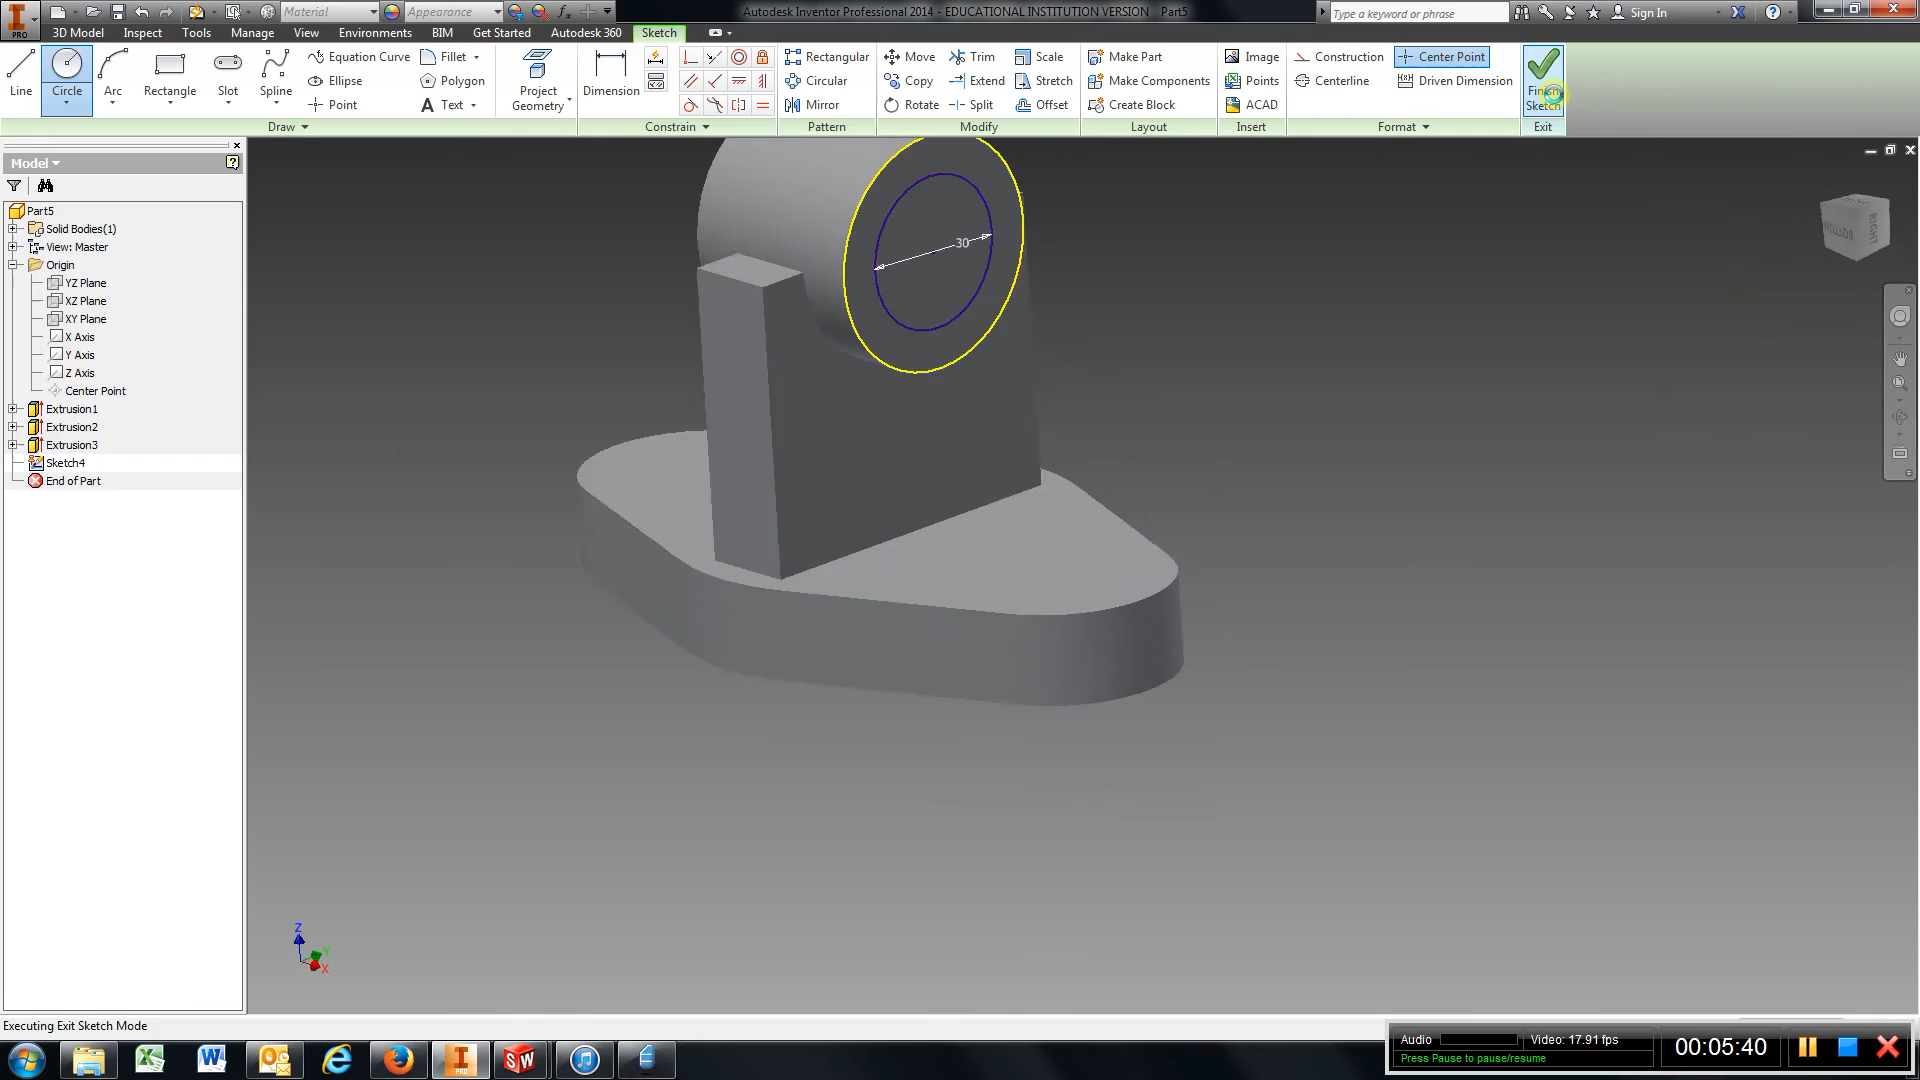 Material
Appearance
Autodesk Inventor Professional 2014 - EDUCATIONAL INSTITUTION VERSION Part5
Type a keyword or phrase
Sign In
PRO
3D Model Inspect Tools Manage View Environments BIM Get Started Autodesk 360 Sketch
Line
Circle
Arc
Rectangle
Slot
Spline
Equation Curve
Ellipse
Point
Fillet
Polygon
Text
Project Geometry
Dimension
Rectangular
Circular
Mirror
Move
Copy
Rotate
Trim
Extend
Split
Scale
Stretch
Offset
Make Part
Make Components
Create Block
Image
Points
ACAD
Construction
Centerline
Center Point
Driven Dimension
Finish Sketch
Draw Constrain Pattern Modify Layout Insert Format Exit
Model
Part5
Solid Bodies(1)
View: Master
Origin
YZ Plane
XZ Plane
XY Plane
X Axis
Y Axis
Z Axis
Center Point
Extrusion1
Extrusion2
Extrusion3
Sketch4
End of Part
30
RIGHT
BOTTOM
Z
Y
X
Executing Exit Sketch Mode
Audio
Video: 17.91 fps
Press Pause to pause/resume
00:05:40